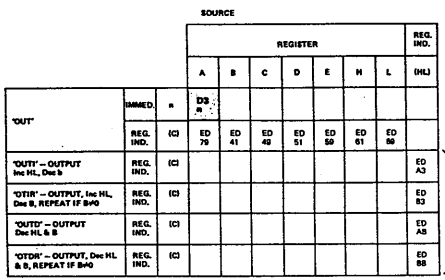 SOURCE
REGISTER
REG. IND.
A B C D E H L (HL)
'OUT' IMMED. n D3 n
REG. IND. (C) ED 79 ED 41 ED 49 ED 51 ED 59 ED 61 ED 69
'OUTI' – OUTPUT Inc HL, Dec b REG. IND. (C) ED A3
'OTIR' – OUTPUT, Inc HL, Dec B, REPEAT IF B≠0 REG. IND. (C) ED B3
'OUTD' – OUTPUT Dec HL & B REG. IND. (C) ED AB
'OTDR' – OUTPUT, Dec HL & B, REPEAT IF B≠0 REG. IND. (C) ED BB